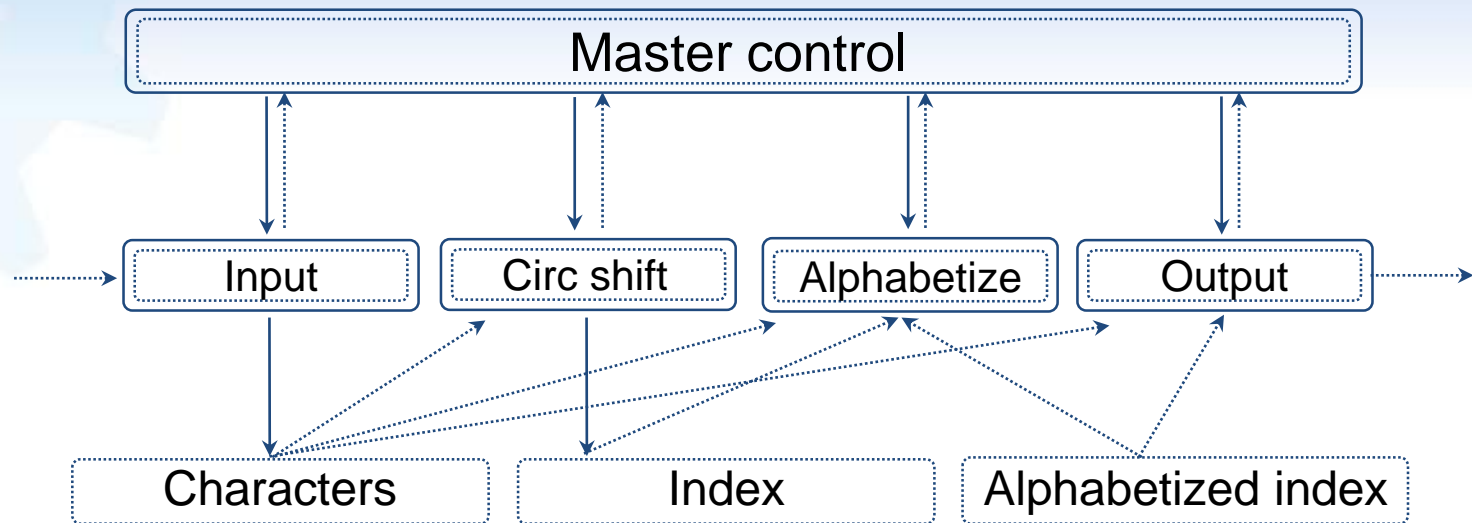 Master control
Input
Circ shift
Alphabetize
Output
Characters
Index
Alphabetized index